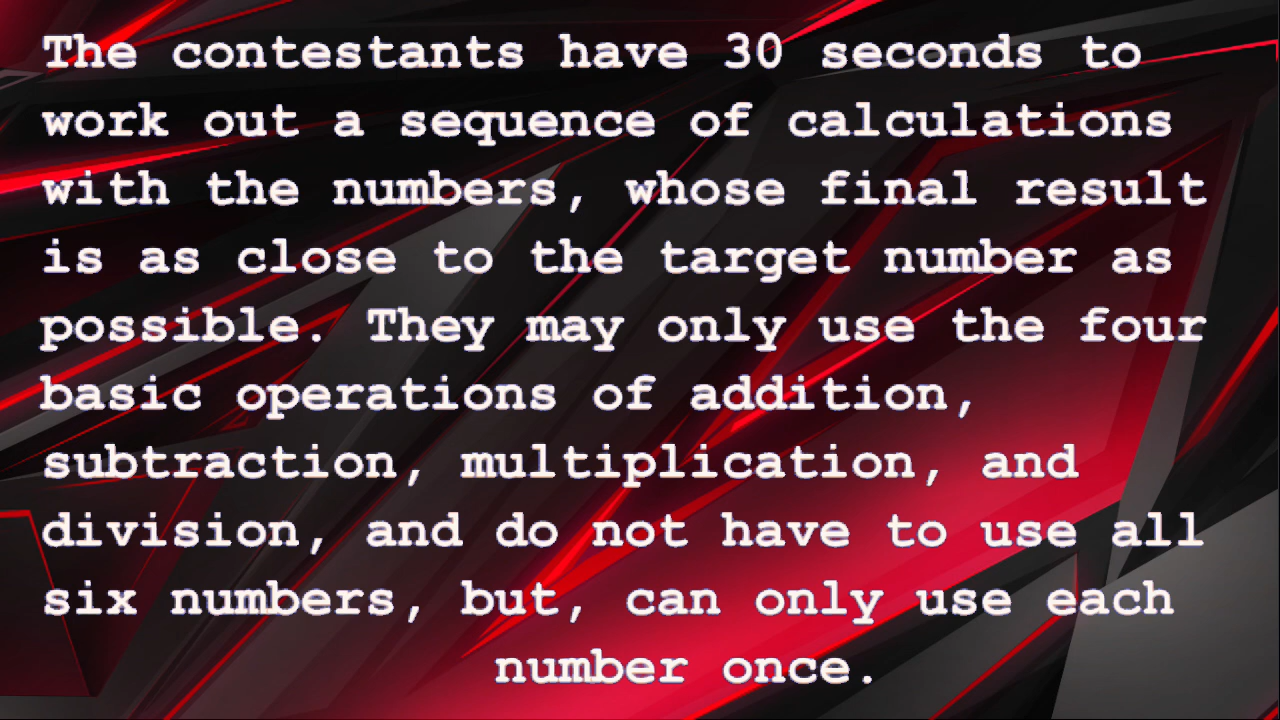 The contestants have 30 seconds to
work out a sequence of calculations
with the numbers, whose final result
is as close to the target number as
possible. They may only use the four
basic operations of addition,
subtraction, multiplication, and
division, and do not have to use all
six numbers, but, can only use each
number once.